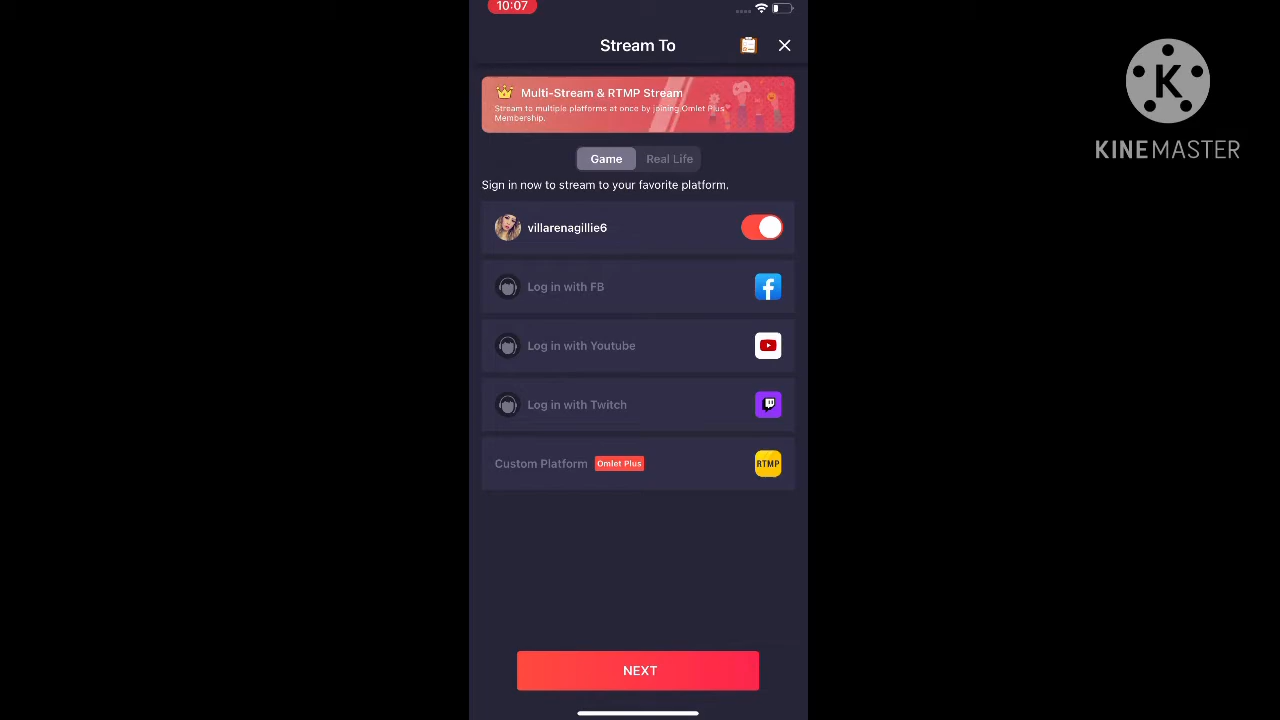 10:07
Stream To
Multi-Stream & RTMP Stream
Stream to multiple platforms at once by joining Omlet Plus
Membership.
Game Real Life
Sign in now to stream to your favorite platform.
villarenagillie6
Log in with FB
Log in with Youtube
Log in with Twitch
Custom Platform Omlet Plus RTMP
NEXT
K
KINEMASTER